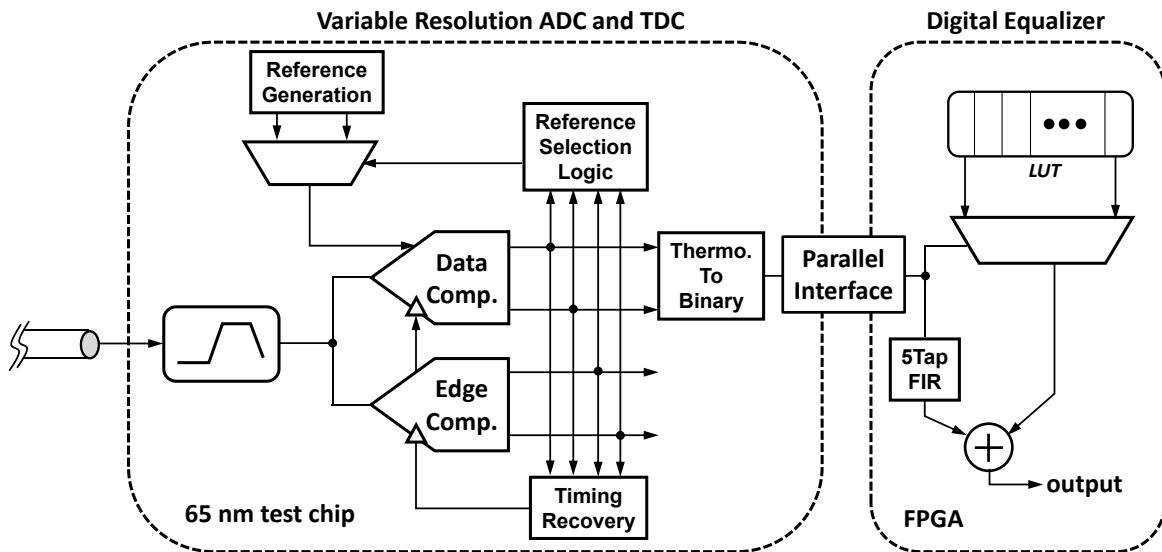 Variable Resolution ADC and TDC
Digital Equalizer
Reference
Generation
Reference
Selection
Logic
LUT
Data
Comp.
Thermo.
To
Binary
Parallel
Interface
5Tap
FIR
Edge
Comp.
output
Timing
Recovery
65 nm test chip
FPGA